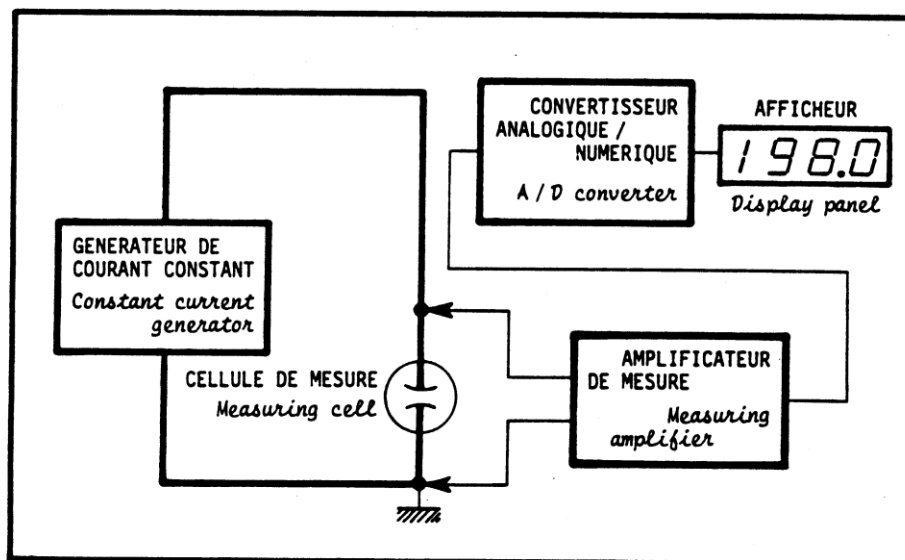 CONVERTISSEUR
ANALOGIQUE /
NUMERIQUE
A / D converter
AFFICHEUR
198.0
Display panel
GENERATEUR DE
COURANT CONSTANT
Constant current
generator
CELLULE DE MESURE
Measuring cell
AMPLIFICATEUR
DE MESURE
Measuring
amplifier